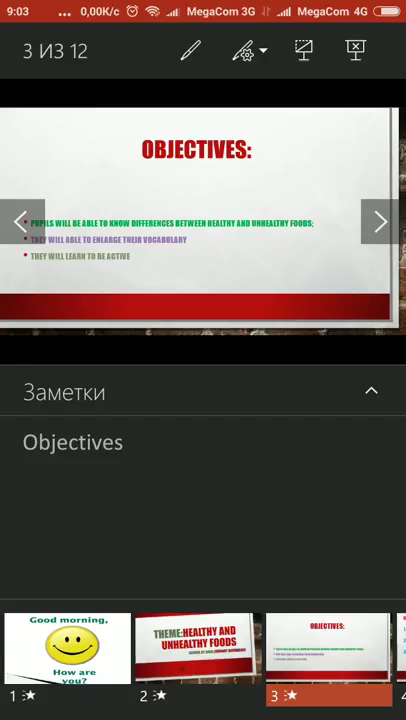 9:03 ... 0,00K/c MegaCom 3G MegaCom 4G
3 ИЗ 12
OBJECTIVES:
PUPILS WILL BE ABLE TO KNOW DIFFERENCES BETWEEN HEALTHY AND UNHEALTHY FOODS;
THEY WILL ABLE TO ENLARGE THEIR VOCABULARY
THEY WILL LEARN TO BE ACTIVE
Заметки
Objectives
Good morning,
How are
you?
THEME:HEALTHY AND
UNHEALTHY FOODS
OBJECTIVES:
1
2
3
4